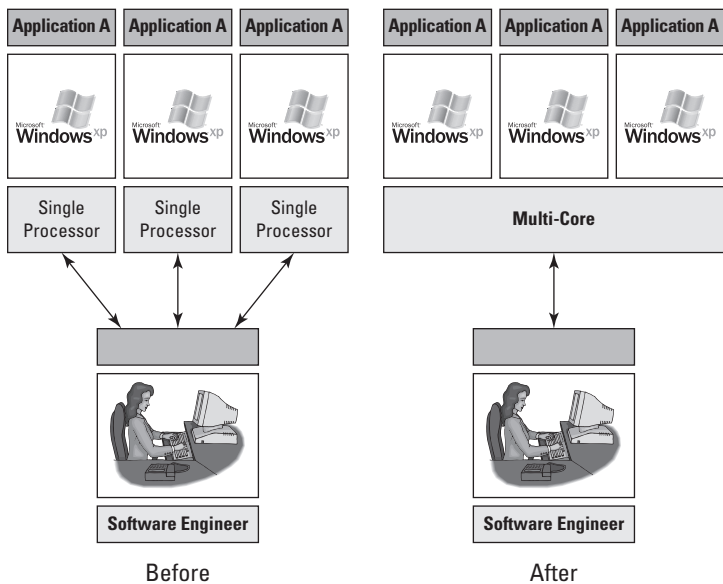 Application A Application A Application A Application A Application A Application A
Microsoft Microsoft Microsoft Microsoft Microsoft Microsoft
Windows xp Windows xp Windows xp Windows xp Windows xp Windows xp
Single Single Single
Processor Processor Processor
Multi-Core
Software Engineer Software Engineer
Before After